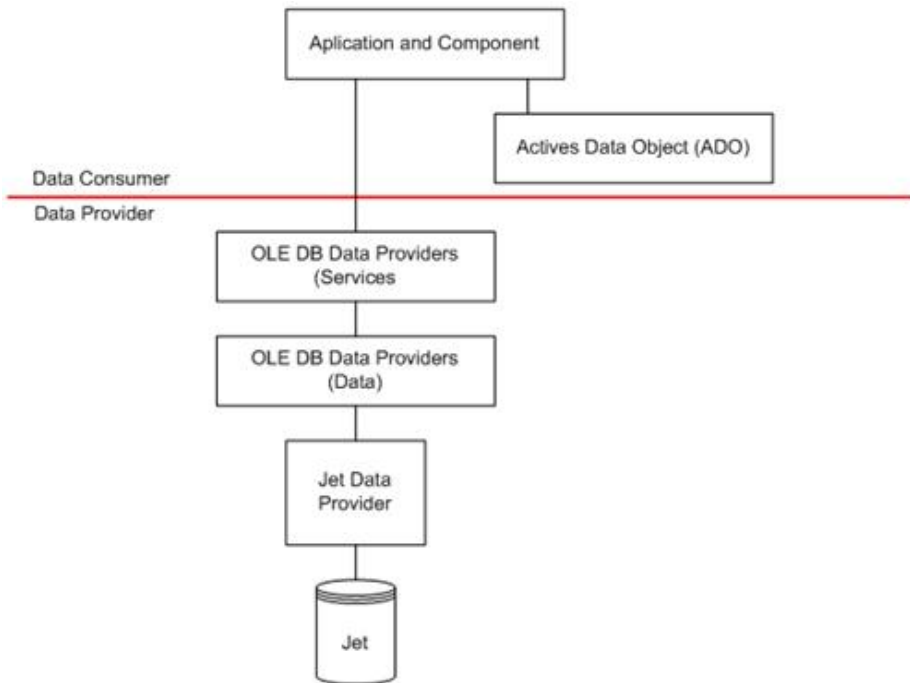 Aplication and Component
Actives Data Object (ADO)
Data Consumer
Data Provider
OLE DB Data Providers
(Services
OLE DB Data Providers
(Data)
Jet Data
Provider
Jet